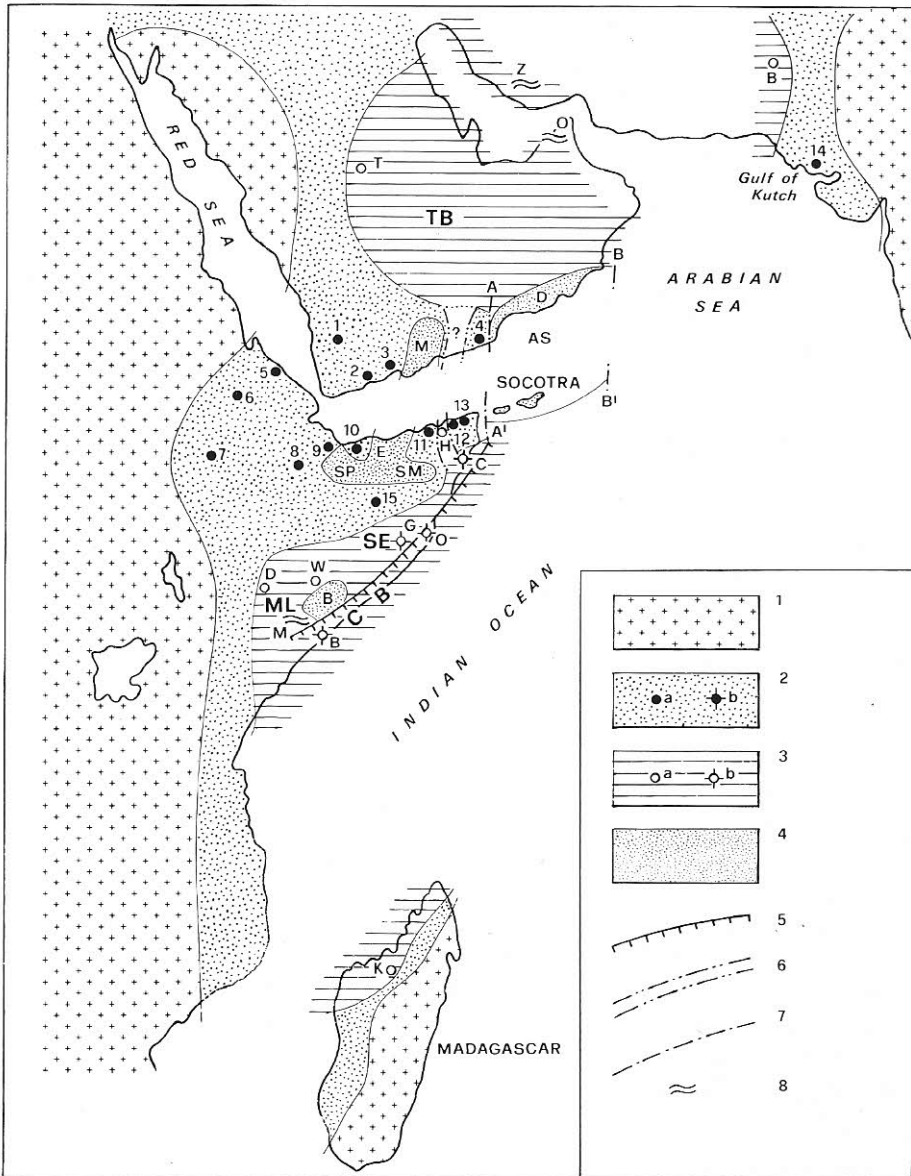 Z
O
B
RED SEA
T
14
Gulf of Kutch
TB
B
A
ARABIAN SEA
D
1
?
4
M
AS
3
2
5
SOCOTRA
6
13
B'
10
A'
7
9
E
11
H
12
8
SP
SM
C
15
G
SE
O
D
W
B
ML
C B
M
B
INDIAN OCEAN
K
MADAGASCAR
1
a
b
2
a
b
3
4
5
6
7
8